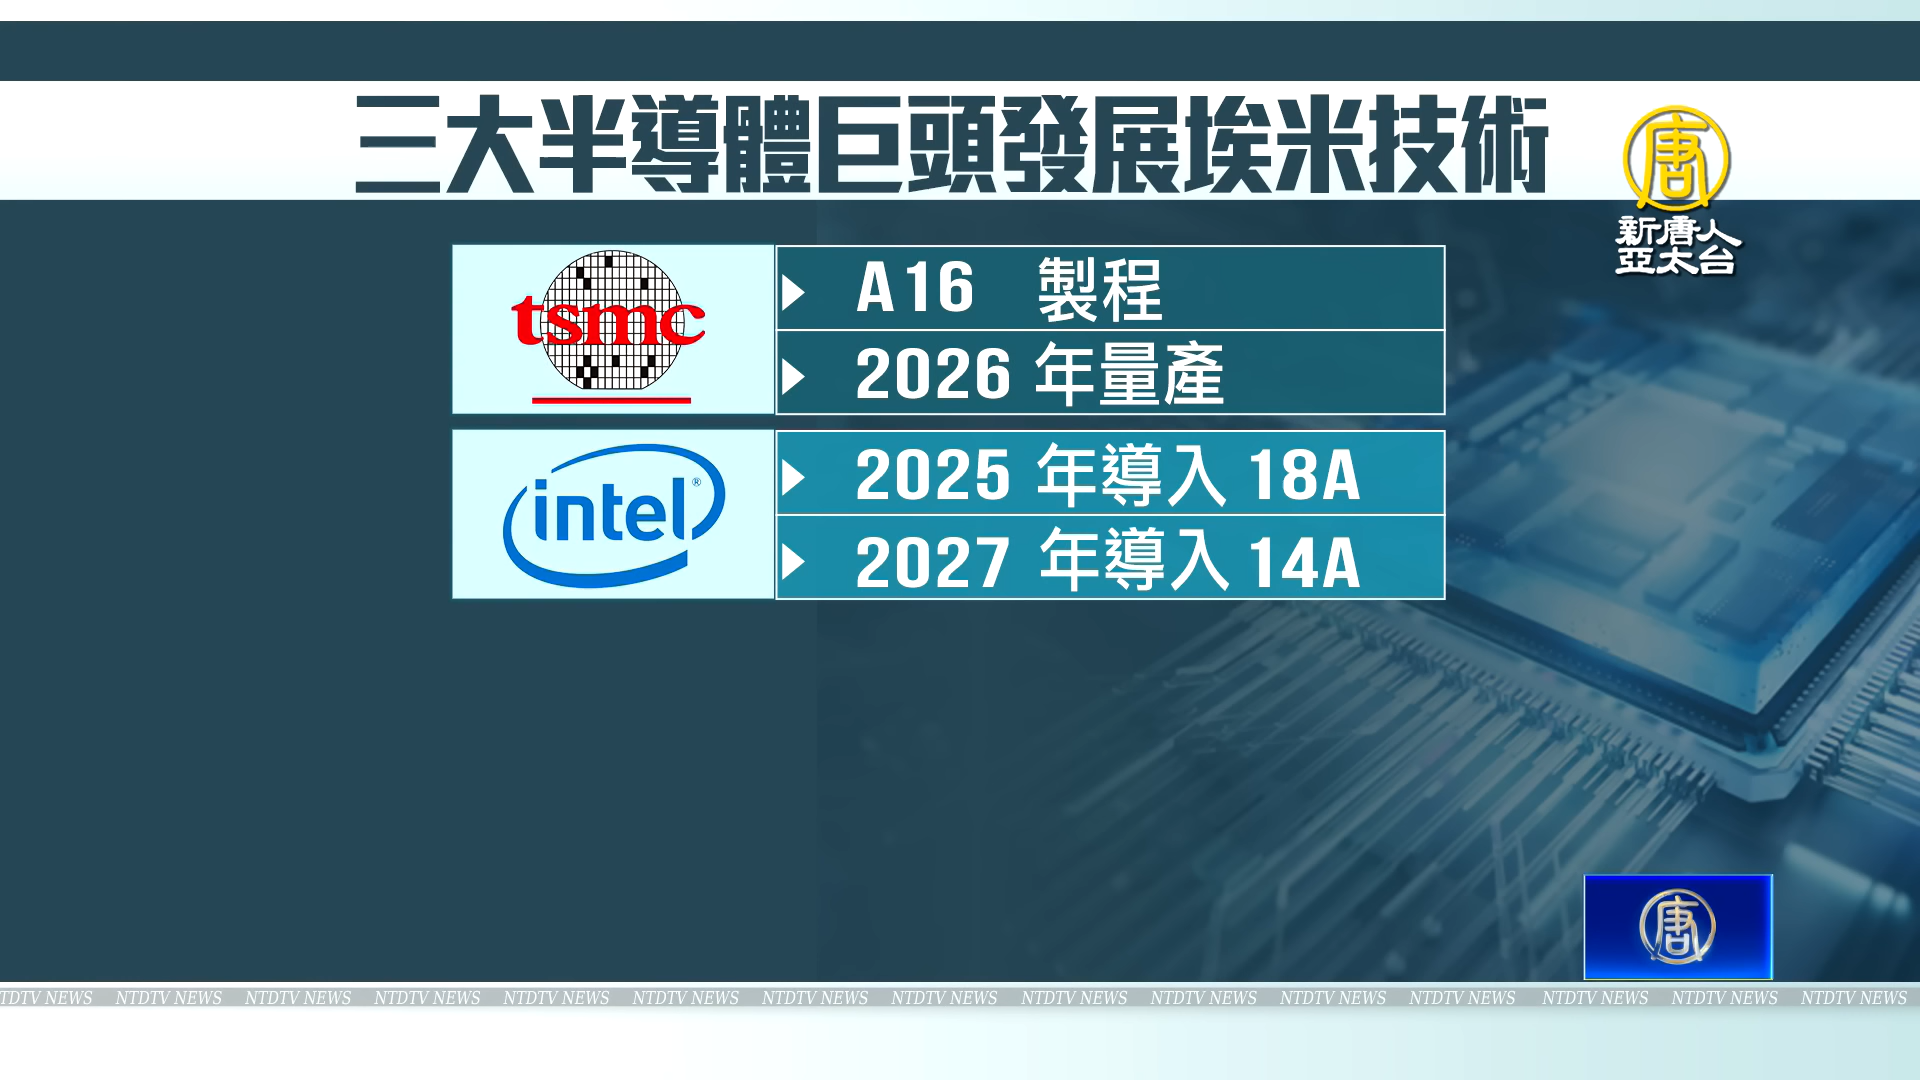 三大半導體巨頭發展埃米技術
新唐人
亞太台
唐
tsmc
A16 製程
2026 年量產
intel®
2025 年導入 18A
2027 年導入 14A
唐
TDTV NEWS NTDTV NEWS NTDTV NEWS NTDTV NEWS NTDTV NEWS NTDTV NEWS NTDTV NEWS NTDTV NEWS NTDTV NEWS NTDTV NEWS NTDTV NEWS NTDTV NEWS NTDTV NEWS NTDTV NEWS NTDTV NEWS